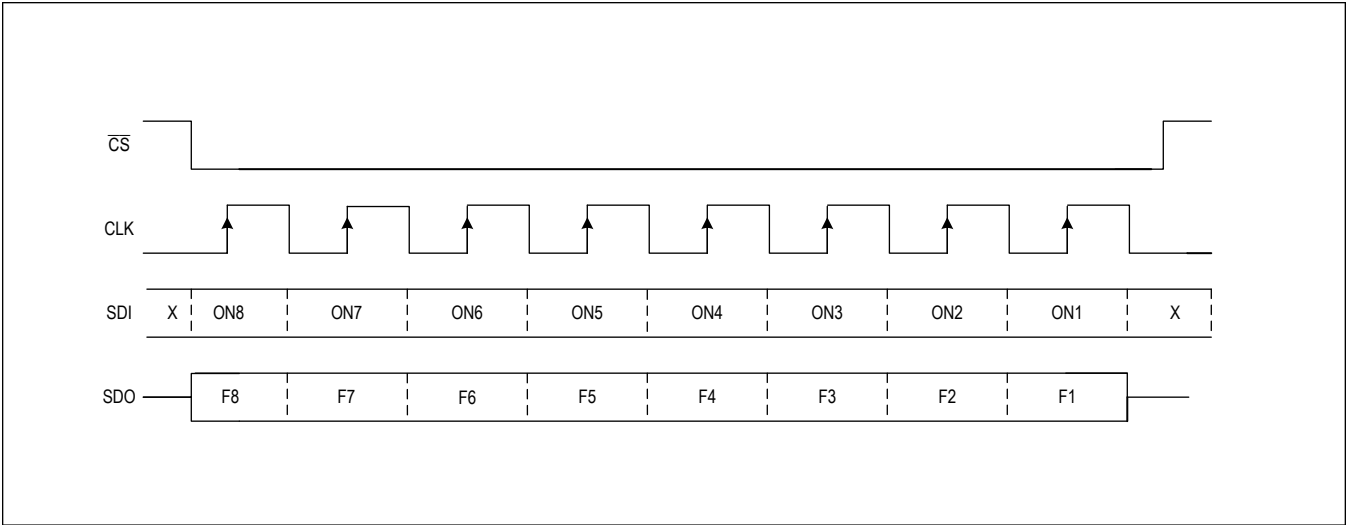 CS
CLK
SDI X ON8 ON7 ON6 ON5 ON4 ON3 ON2 ON1 X
SDO F8 F7 F6 F5 F4 F3 F2 F1